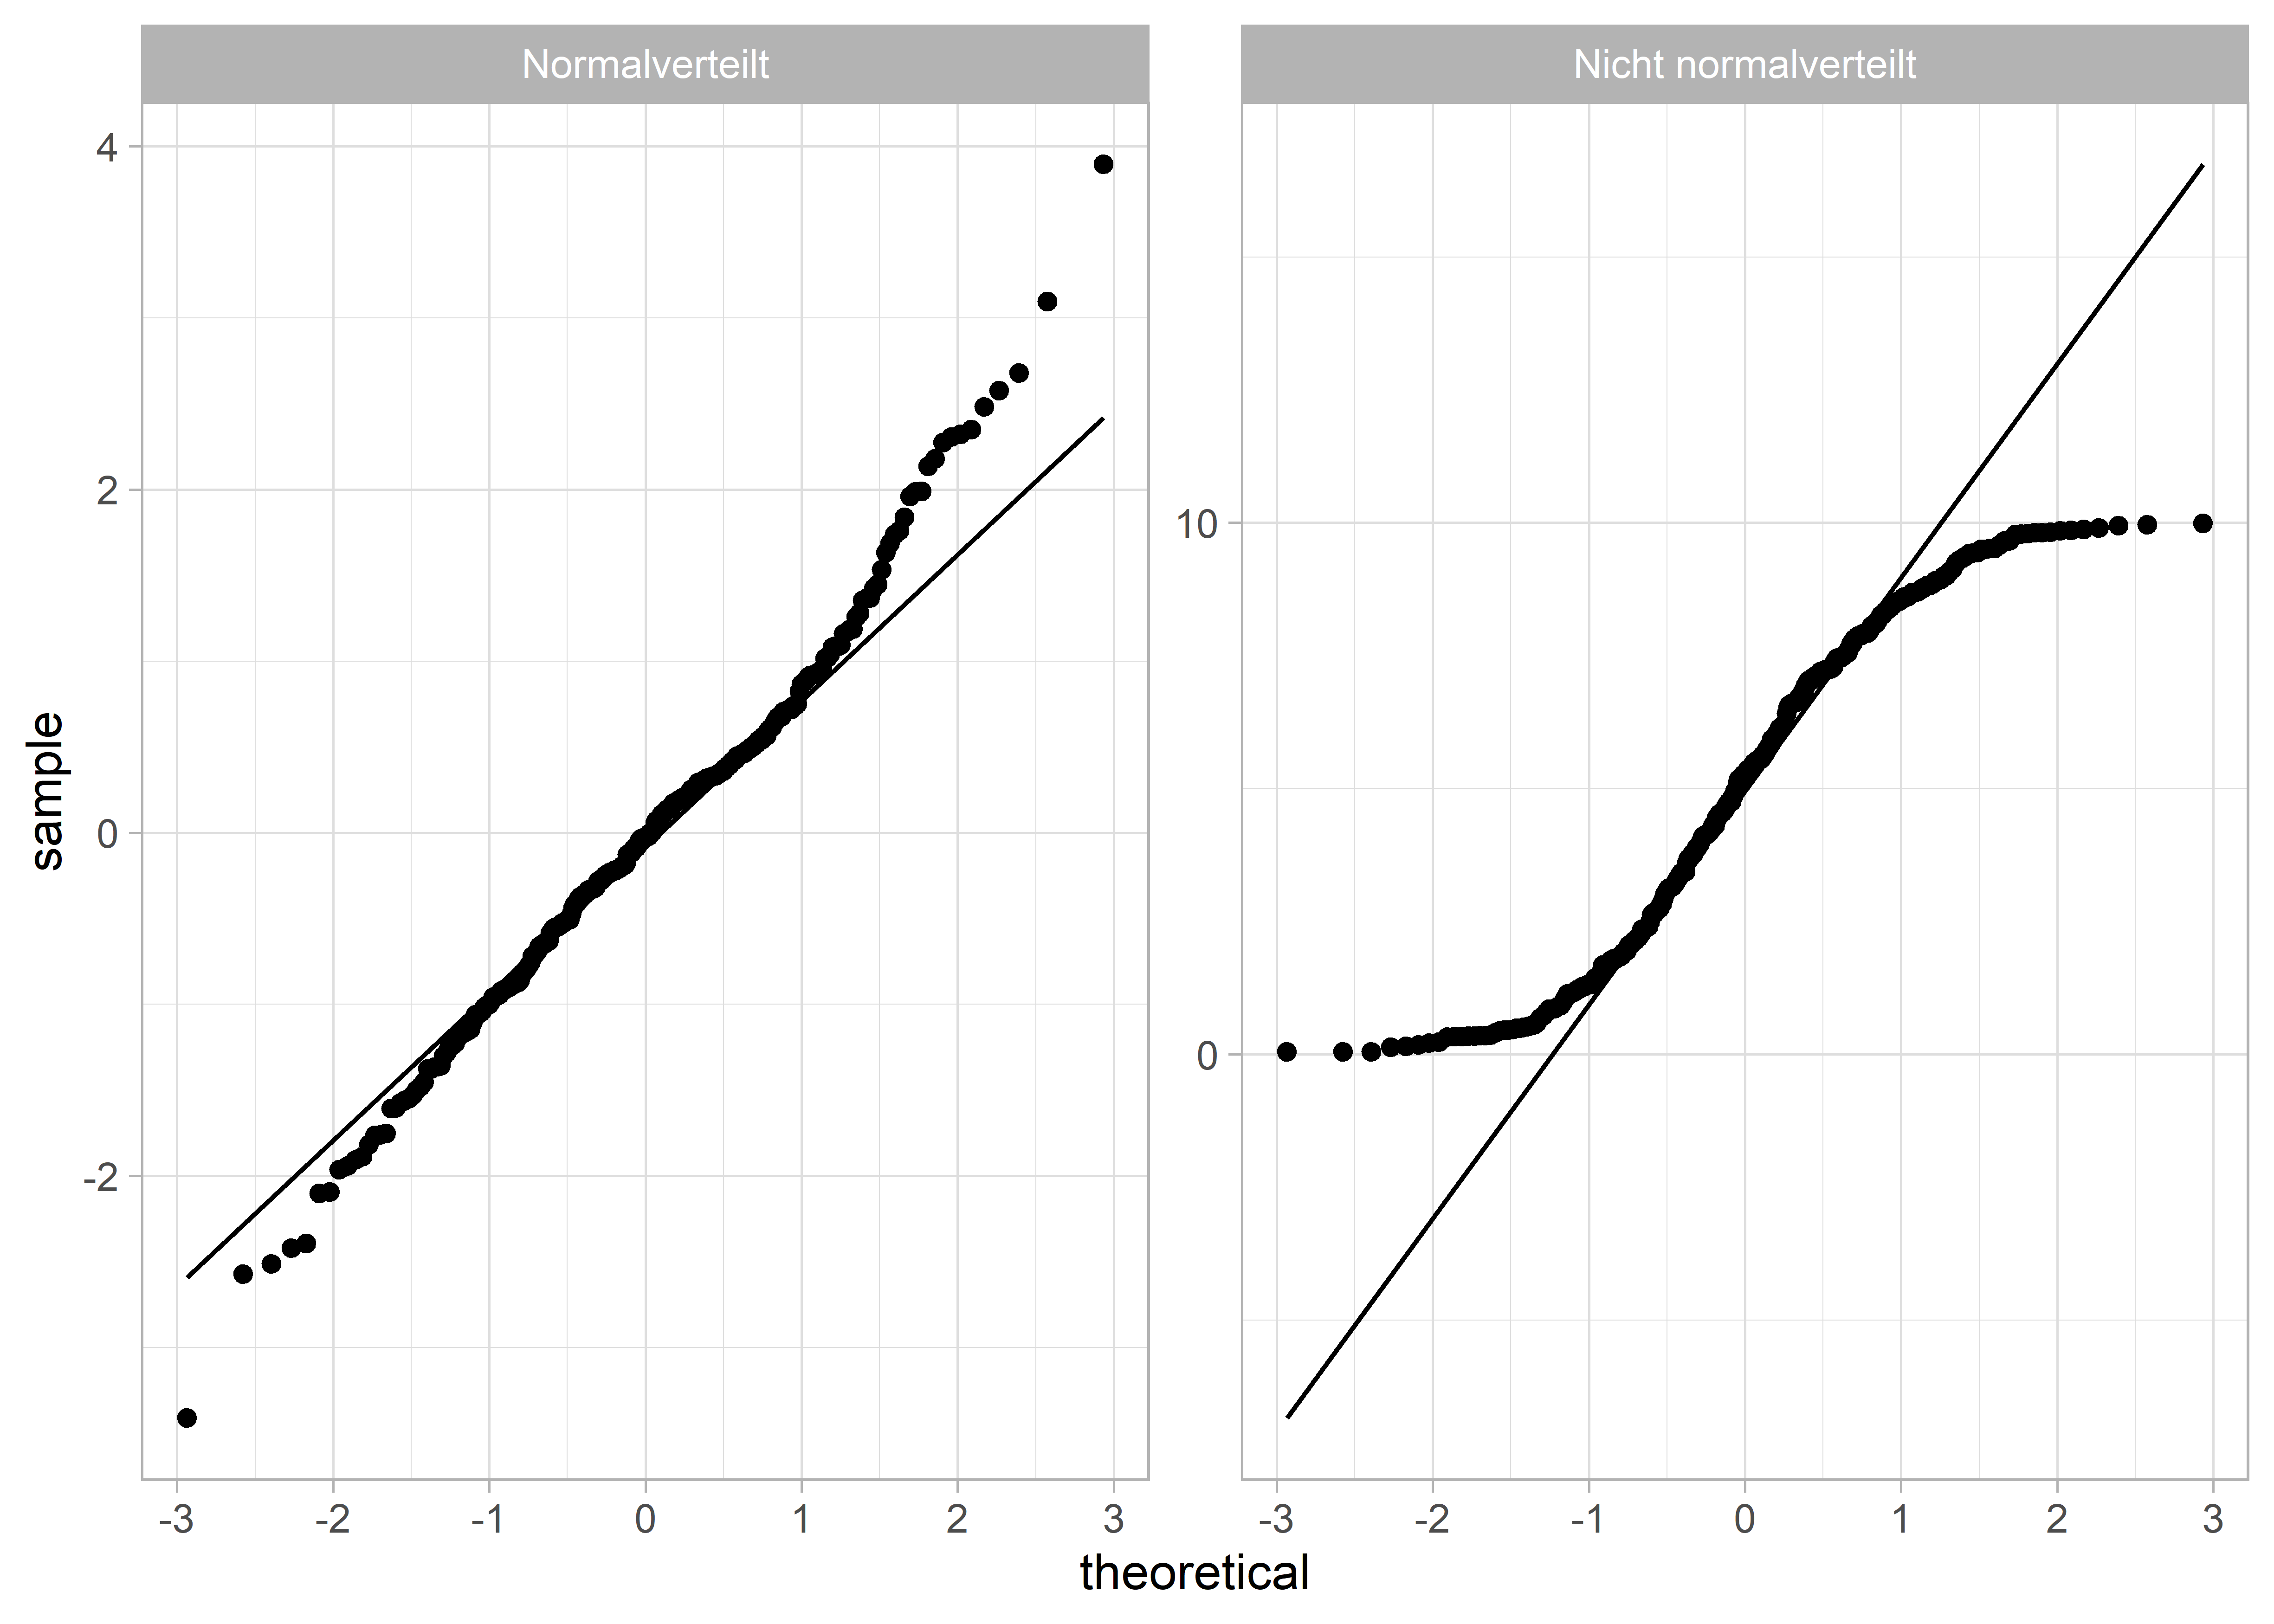 Normalverteilt
Nicht normalverteilt
4
2
0
-2
10
0
sample
-3 -2 -1 0 1 2 3
-3 -2 -1 0 1 2 3
theoretical